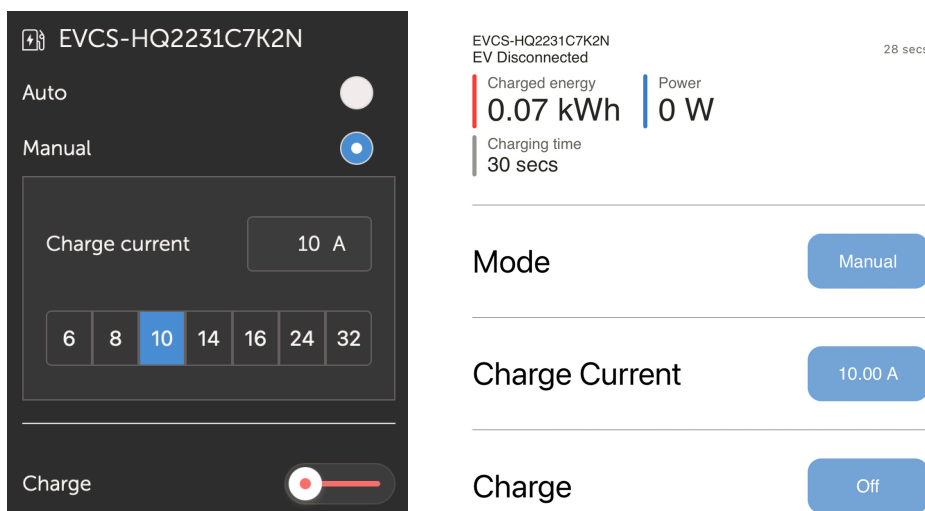 EVCS-HQ2231C7K2N
Auto
Manual
Charge current 10 A
6 8 10 14 16 24 32
Charge
EVCS-HQ2231C7K2N
EV Disconnected
28 secs
Charged energy Power
0.07 kWh 0 W
Charging time
30 secs
Mode Manual
Charge Current 10.00 A
Charge Off